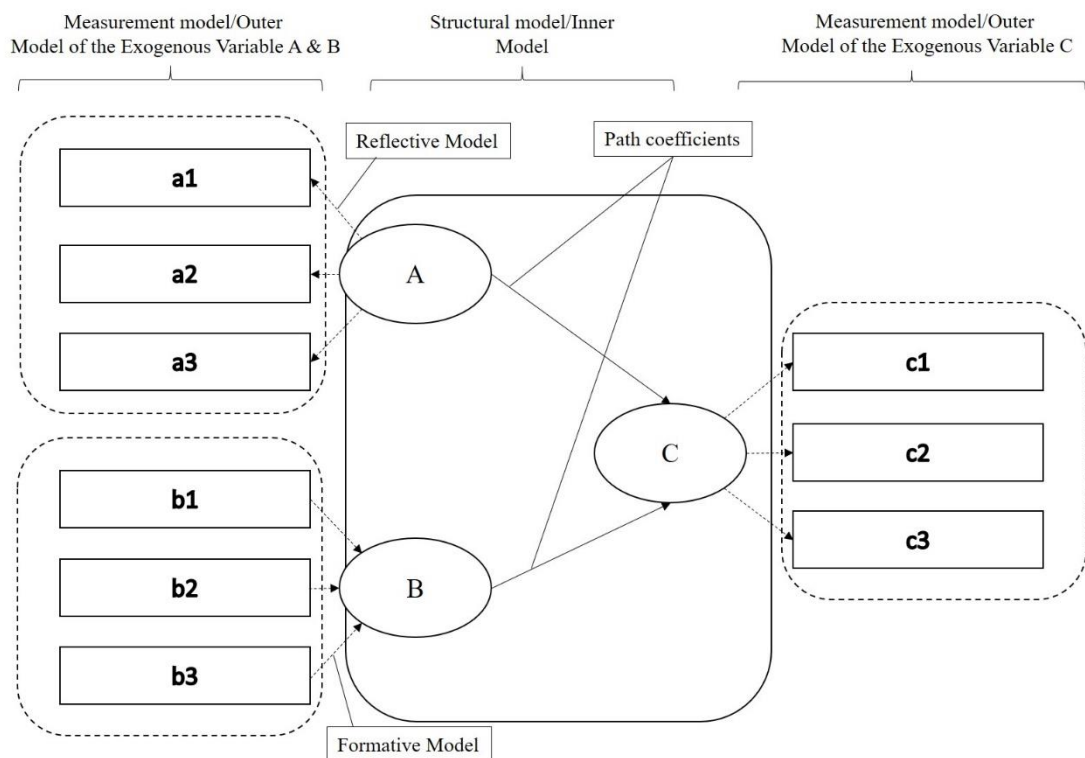 Measurement model/Outer
Model of the Exogenous Variable A & B
Structural model/Inner
Model
Measurement model/Outer
Model of the Exogenous Variable C
Reflective Model
Path coefficients
a1
a2
a3
A
c1
c2
c3
C
b1
b2
b3
B
Formative Model